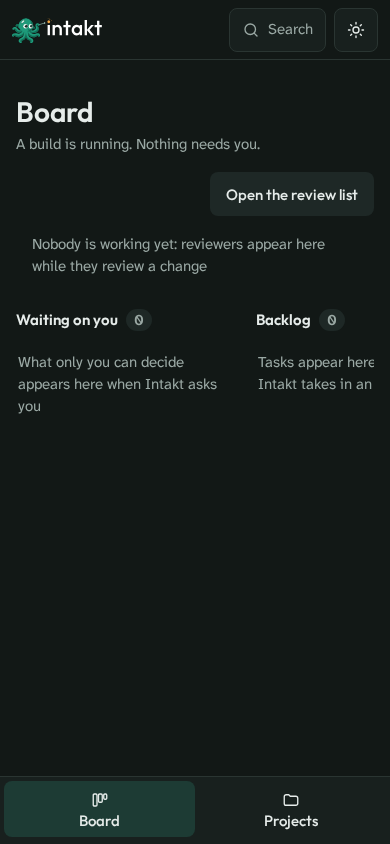 intakt
Search
Board
A build is running. Nothing needs you.
Open the review list
Nobody is working yet: reviewers appear here
while they review a change
Waiting on you 0
Backlog 0
What only you can decide
appears here when Intakt asks
you
Tasks appear here
Intakt takes in an
Board
Projects